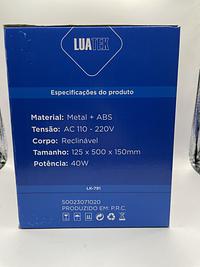 LUATEK
Especificações do produto
Material: Metal + ABS
Tensão: AC 110 - 220V
Corpo: Reclinável
Tamanho: 125 x 500 x 150mm
Potência: 40W
LK-791
50023071020
PRODUZIDO EM: P.R.C.